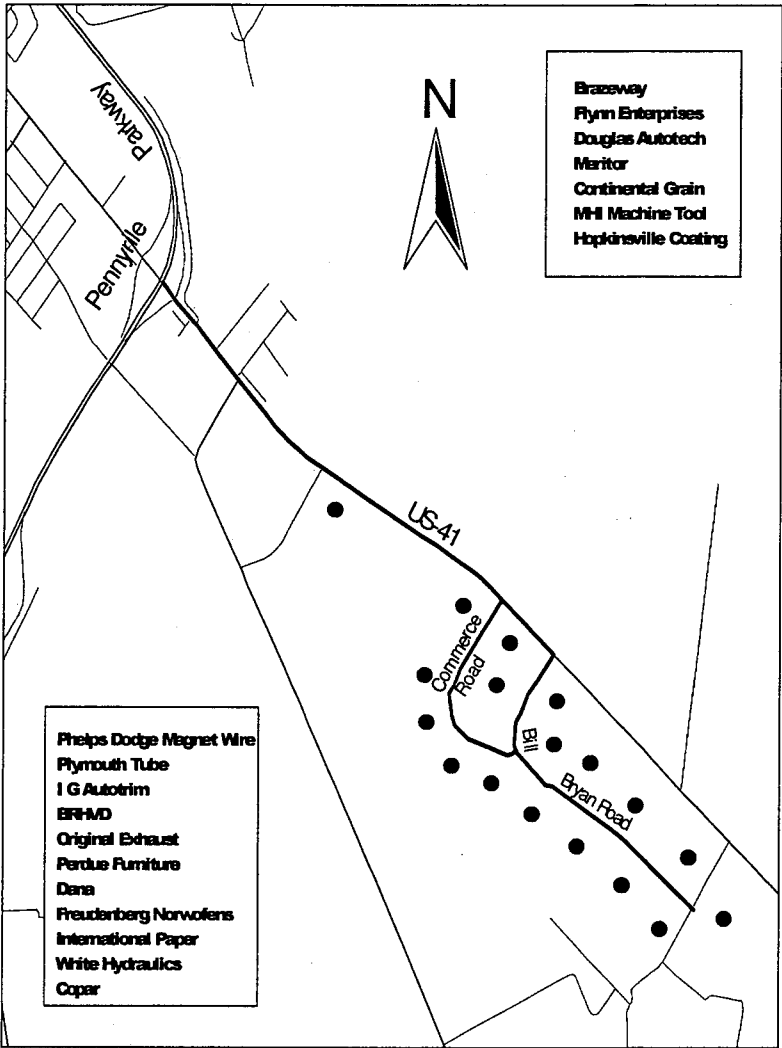 Parkway
Pennyrile
N
Brazeway
Flynn Enterprises
Douglas Autotech
Meritor
Continental Grain
MHI Machine Tool
Hopkinsville Coating
US-41
Commerce
Road
Bill
Bryan Road
Phelps Dodge Magnet Wire
Plymouth Tube
I G Autotrim
BRHMD
Original Exhaust
Perdue Furniture
Dana
Freudenberg Norwofens
International Paper
White Hydraulics
Copar